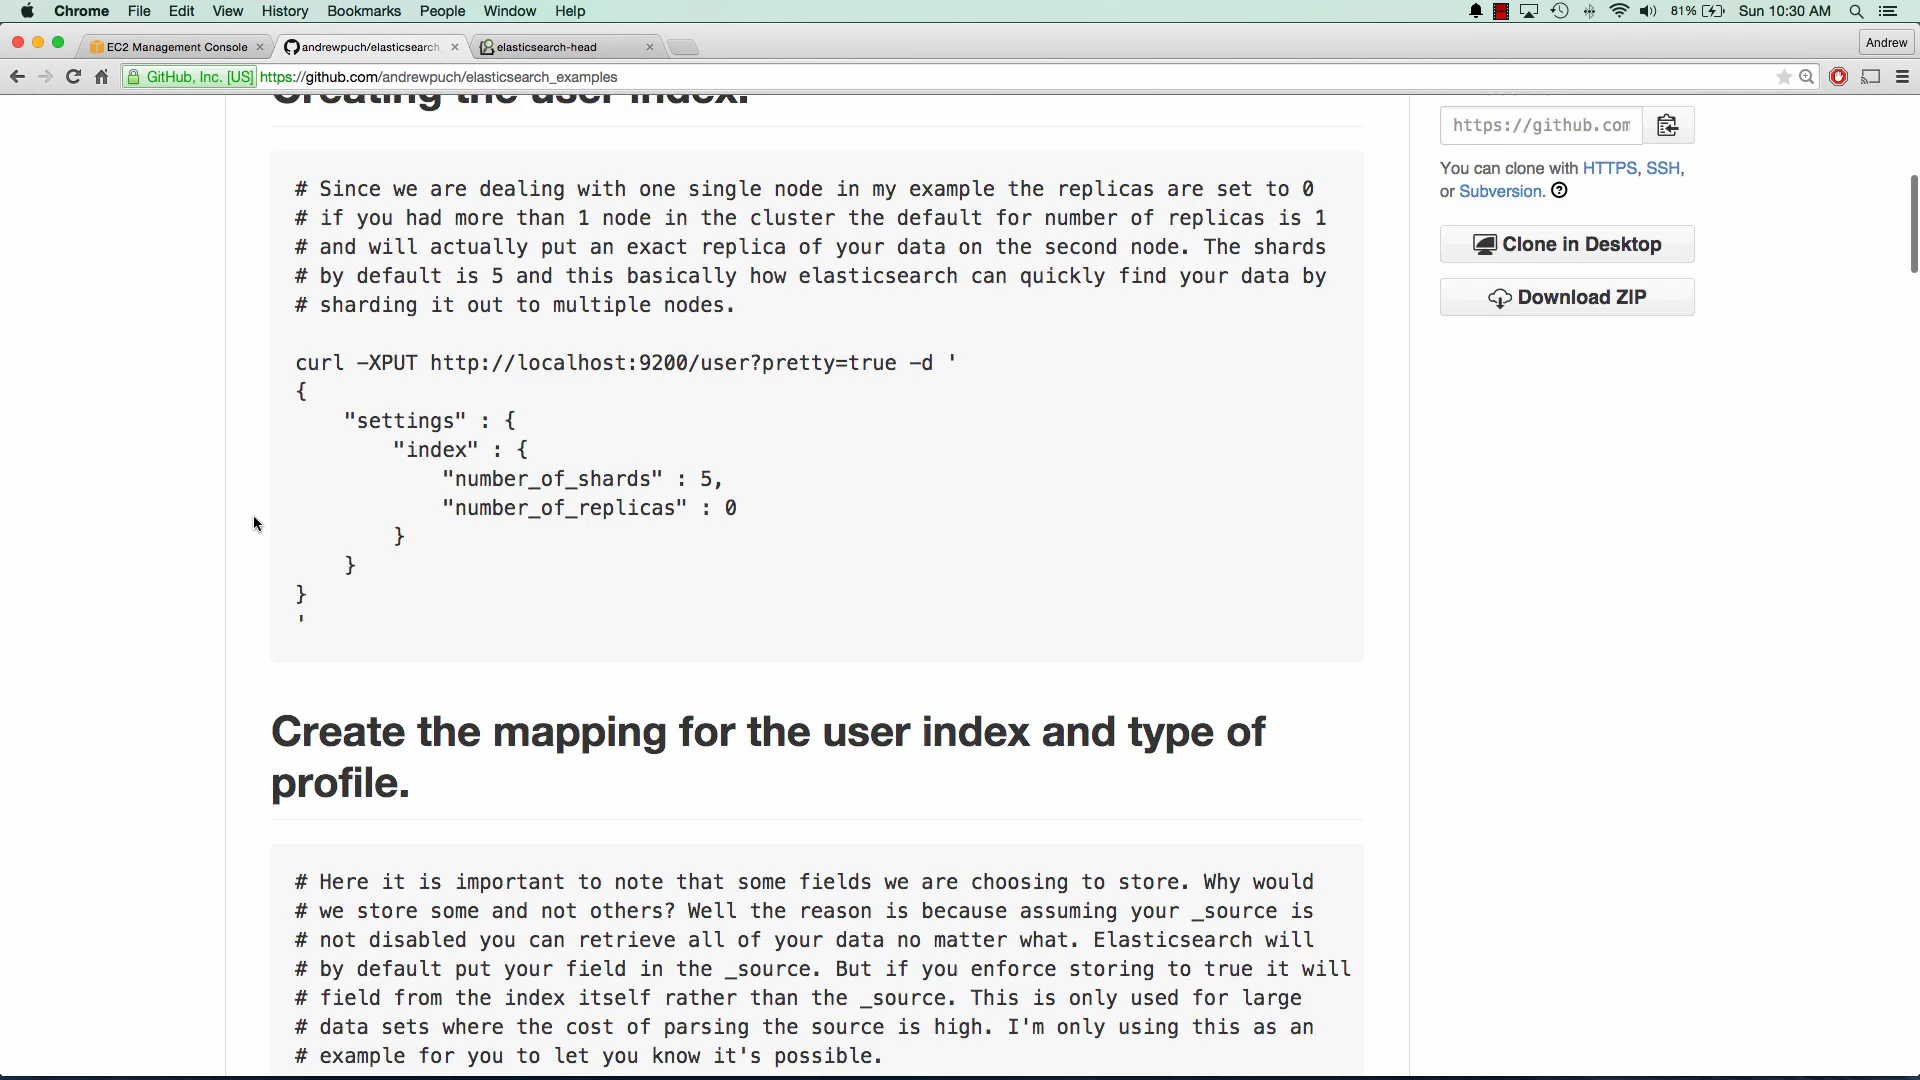 Chrome File Edit View History Bookmarks People Window Help 81% Sun 10:30 AM
EC2 Management Console andrewpuch/elasticsearch elasticsearch-head Andrew
GitHub, Inc. [US] https://github.com/andrewpuch/elasticsearch_examples
Creating the user index.
# Since we are dealing with one single node in my example the replicas are set to 0
# if you had more than 1 node in the cluster the default for number of replicas is 1
# and will actually put an exact replica of your data on the second node. The shards
# by default is 5 and this basically how elasticsearch can quickly find your data by
# sharding it out to multiple nodes.
curl -XPUT http://localhost:9200/user?pretty=true -d '
{
"settings" : {
"index" : {
"number_of_shards" : 5,
"number_of_replicas" : 0
}
}
}
'
Create the mapping for the user index and type of
profile.
# Here it is important to note that some fields we are choosing to store. Why would
# we store some and not others? Well the reason is because assuming your _source is
# not disabled you can retrieve all of your data no matter what. Elasticsearch will
# by default put your field in the _source. But if you enforce storing to true it will
# field from the index itself rather than the _source. This is only used for large
# data sets where the cost of parsing the source is high. I'm only using this as an
# example for you to let you know it's possible.
https://github.com
You can clone with HTTPS, SSH,
or Subversion.
Clone in Desktop
Download ZIP